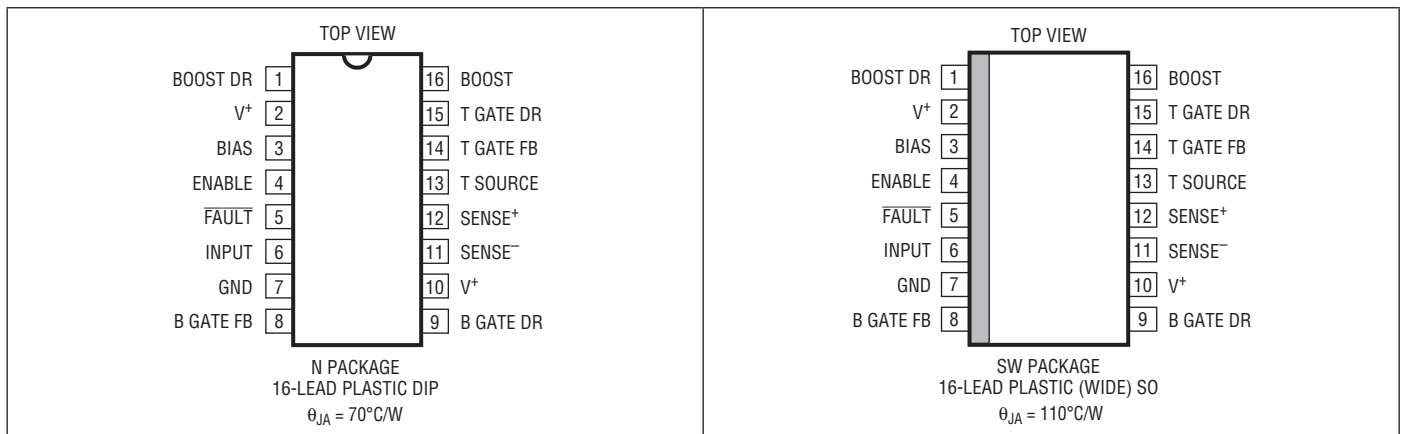 TOP VIEW
BOOST DR 1 16 BOOST
V+ 2 15 T GATE DR
BIAS 3 14 T GATE FB
ENABLE 4 13 T SOURCE
FAULT 5 12 SENSE+
INPUT 6 11 SENSE–
GND 7 10 V+
B GATE FB 8 9 B GATE DR
N PACKAGE
16-LEAD PLASTIC DIP
θJA = 70°C/W
TOP VIEW
BOOST DR 1 16 BOOST
V+ 2 15 T GATE DR
BIAS 3 14 T GATE FB
ENABLE 4 13 T SOURCE
FAULT 5 12 SENSE+
INPUT 6 11 SENSE–
GND 7 10 V+
B GATE FB 8 9 B GATE DR
SW PACKAGE
16-LEAD PLASTIC (WIDE) SO
θJA = 110°C/W